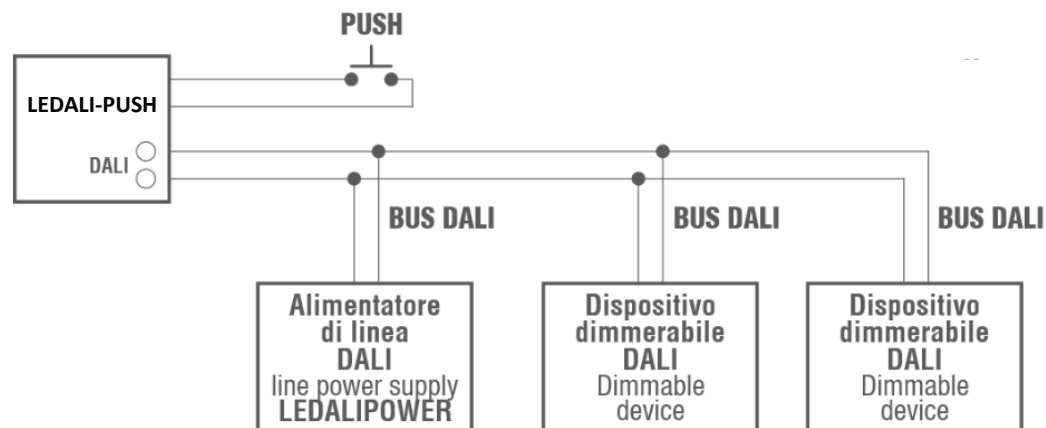 PUSH
LEDALI-PUSH
DALI
BUS DALI
BUS DALI
BUS DALI
Alimentatore
di linea
DALI
line power supply
LEDALIPOWER
Dispositivo
dimmerabile
DALI
Dimmable
device
Dispositivo
dimmerabile
DALI
Dimmable
device